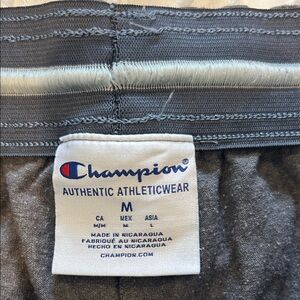 Champion®
AUTHENTIC ATHLETICWEAR
M
CA MEX ASIA
M/M M L
MADE IN NICARAGUA
FABRIQUÉ AU NICARAGUA
HECHO EN NICARAGUA
CHAMPION.COM